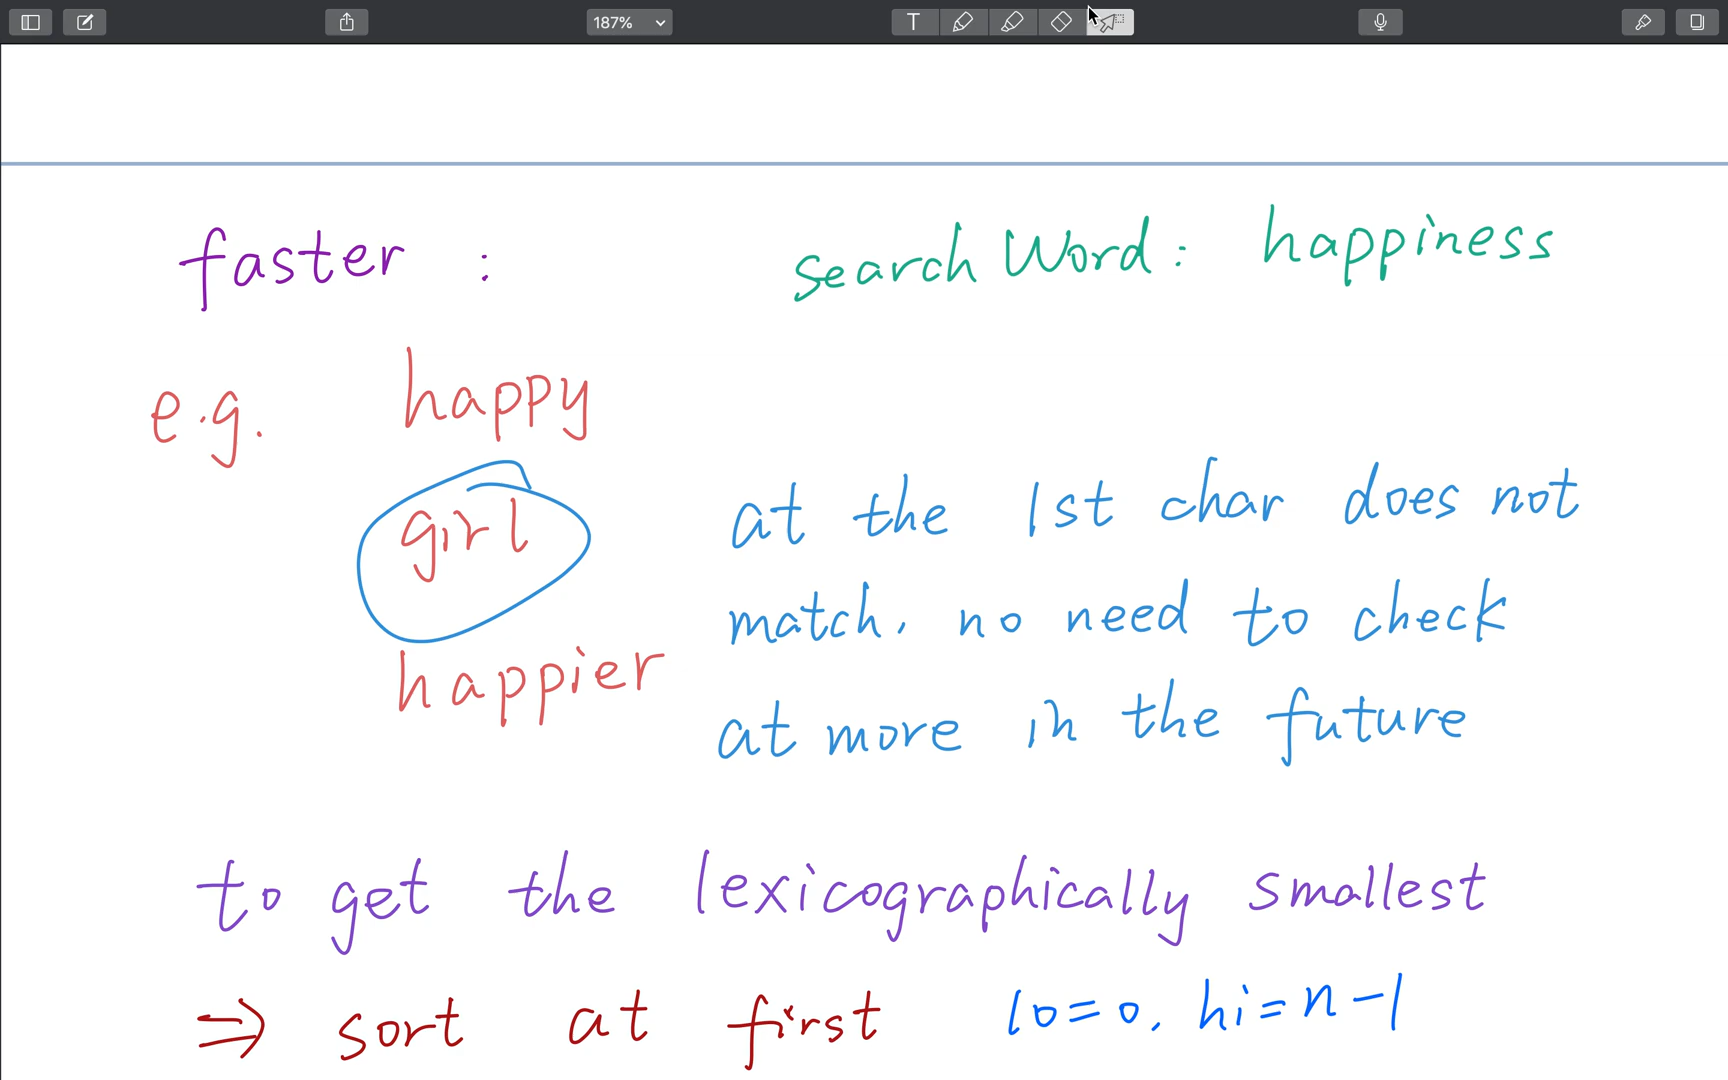 187%
T
faster :
search Word : happiness
e.g. happy
girl
at the 1st char does not
match, no need to check
happier
at more in the future
to get the lexicographically smallest
⇒ sort at first
lo=0, hi=n-1